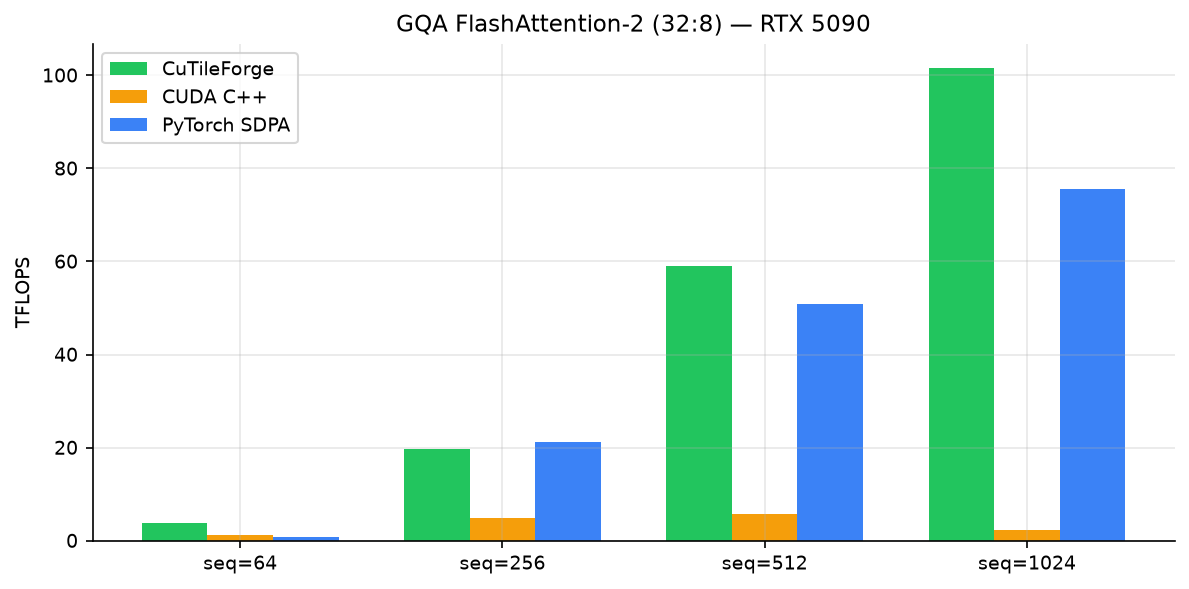 GQA FlashAttention-2 (32:8) — RTX 5090
CuTileForge
CUDA C++
PyTorch SDPA
TFLOPS
100
80
60
40
20
0
seq=64
seq=256
seq=512
seq=1024